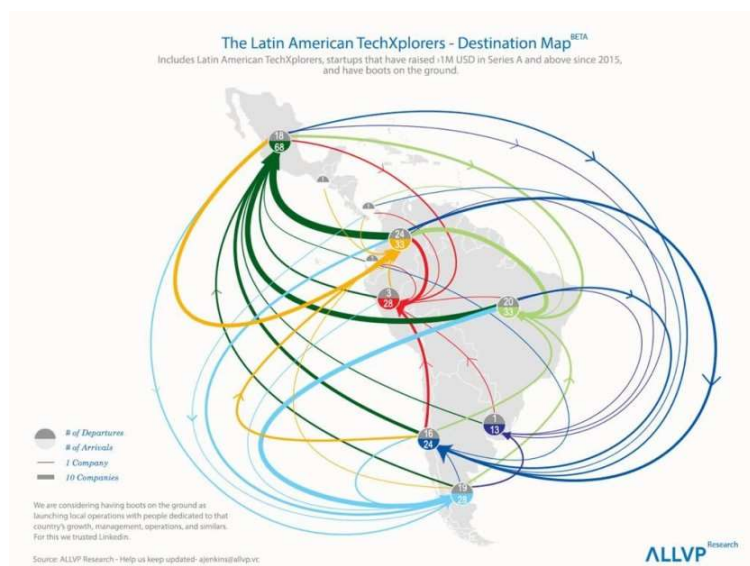 The Latin American TechXplorers - Destination Map BETA
Includes Latin American TechXplorers, startups that have raised ›1M USD in Series A and above since 2015,
and have boots on the ground.
18
68
24
33
3
28
20
33
1
13
16
24
19
28
# of Departures
# of Arrivals
1 Company
10 Companies
We are considering having boots on the ground as
launching local operations with people dedicated to that
country's growth, management, operations, and similars.
For this we trusted LinkedIn.
Source: ALLVP Research - Help us keep updated- ajenkins@allvp.vc
ALLVP Research